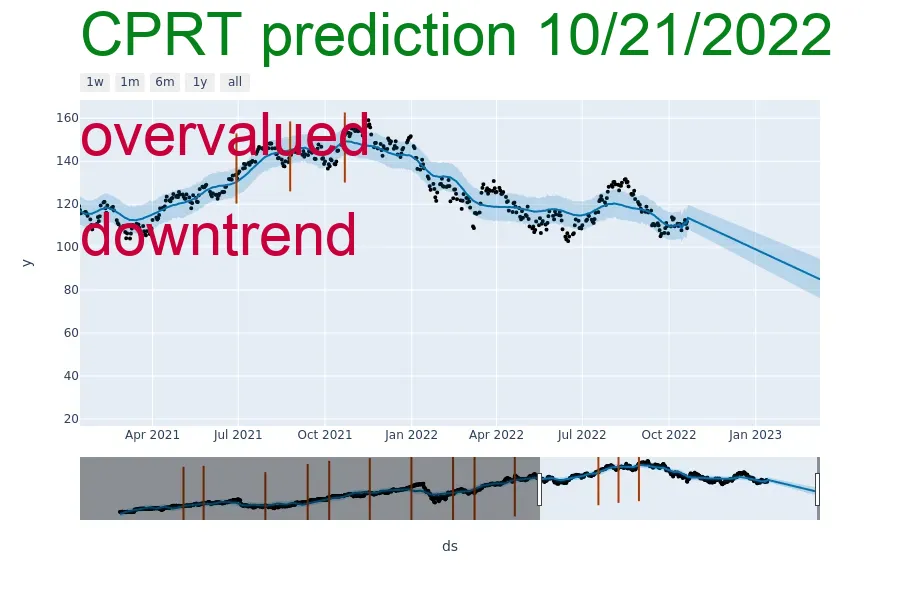 CPRT prediction 10/21/2022
1w 1m 6m 1y all
overvalued
downtrend
160
140
120
100
80
60
40
20
y
Apr 2021 Jul 2021 Oct 2021 Jan 2022 Apr 2022 Jul 2022 Oct 2022 Jan 2023
ds